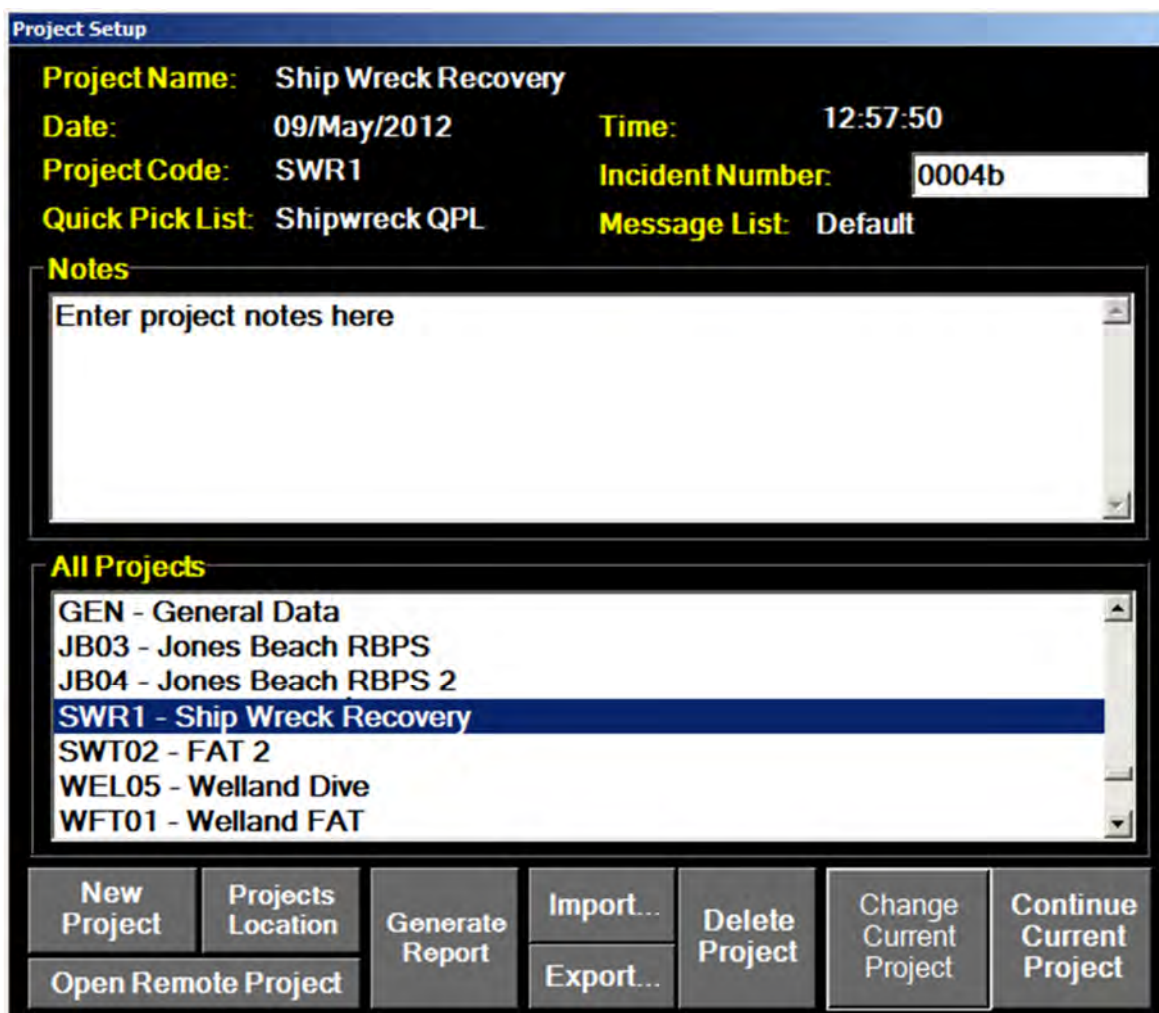 Project Setup
Project Name: Ship Wreck Recovery
Date: 09/May/2012 Time: 12:57:50
Project Code: SWR1 Incident Number: 0004b
Quick Pick List: Shipwreck QPL Message List: Default
Notes
Enter project notes here
All Projects
GEN - General Data
JB03 - Jones Beach RBPS
JB04 - Jones Beach RBPS 2
SWR1 - Ship Wreck Recovery
SWT02 - FAT 2
WEL05 - Welland Dive
WFT01 - Welland FAT
New
Project
Projects
Location
Open Remote Project
Generate
Report
Import...
Export...
Delete
Project
Change
Current
Project
Continue
Current
Project